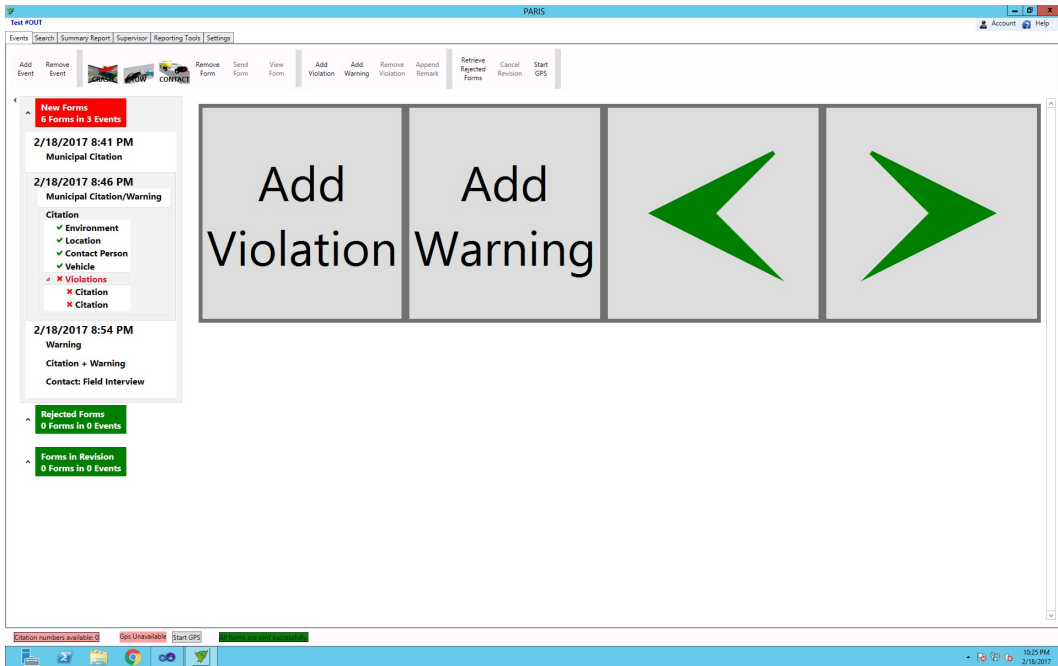 PARIS
Test #OUT
Account Help
Events Search Summary Report Supervisor Reporting Tools Settings
Add Event
Remove Event
CRASH
TOW
CONTACT
Remove Form
Send Form
View Form
Add Violation
Add Warning
Remove Violation
Append Remark
Retrieve Rejected Forms
Cancel Revision
Start GPS
New Forms
6 Forms in 3 Events
2/18/2017 8:41 PM
Municipal Citation
2/18/2017 8:46 PM
Municipal Citation/Warning
Citation
Environment
Location
Contact Person
Vehicle
Violations
Citation
Citation
2/18/2017 8:54 PM
Warning
Citation + Warning
Contact: Field Interview
Rejected Forms
0 Forms in 0 Events
Forms in Revision
0 Forms in 0 Events
Add
Violation
Add
Warning
Citation numbers available: 0
Gps Unavailable
Start GPS
All forms are sent successfully
10:25 PM
2/18/2017